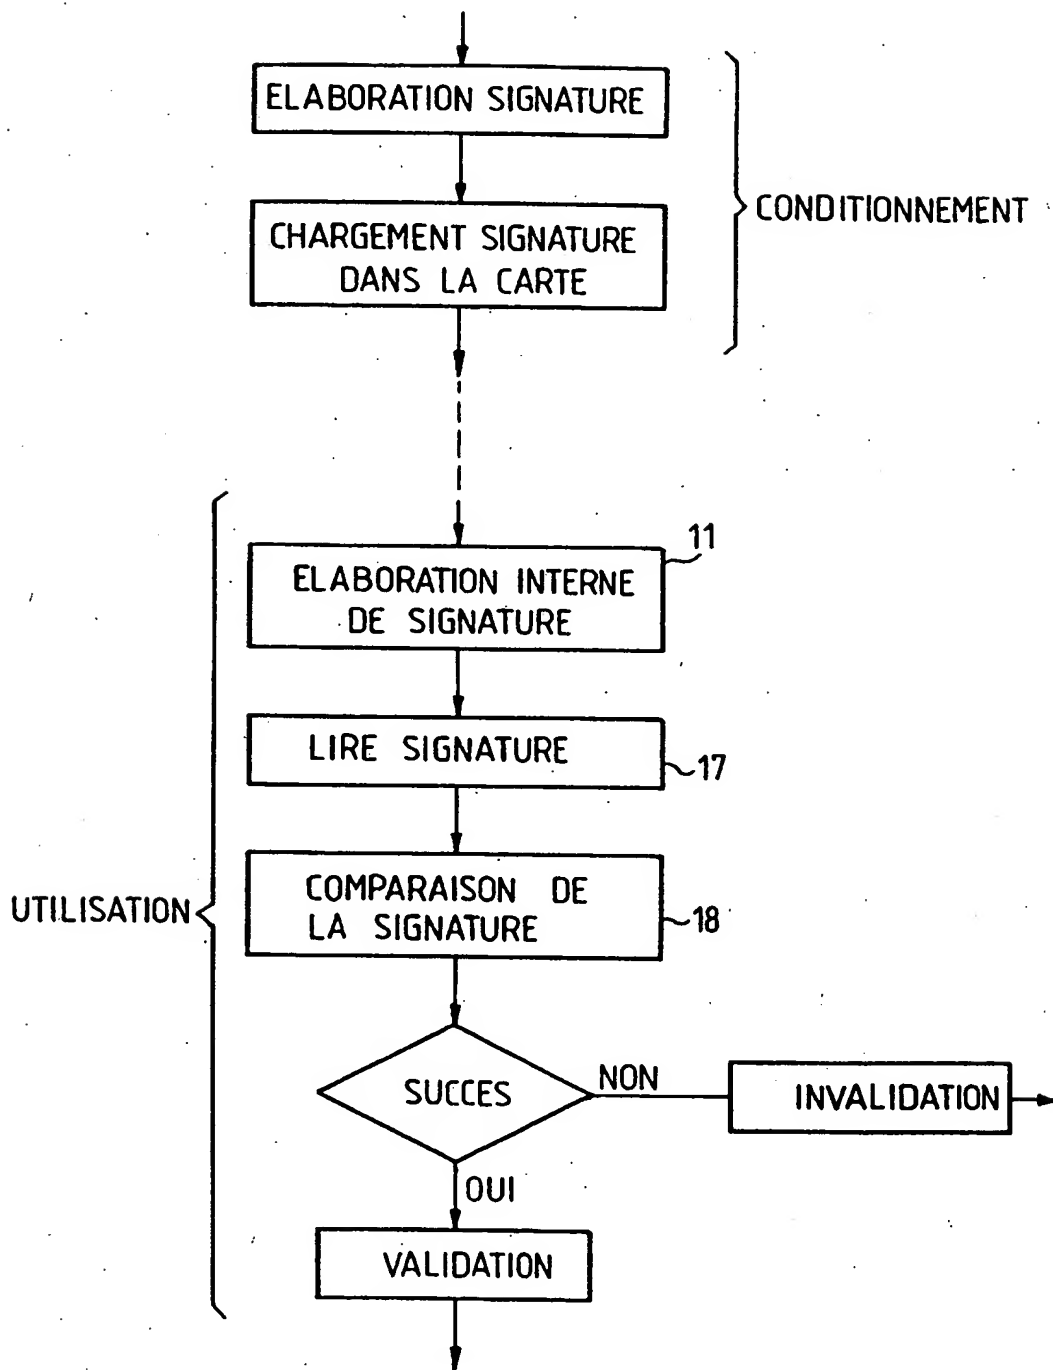 ELABORATION SIGNATURE
CHARGEMENT SIGNATURE
DANS LA CARTE
CONDITIONNEMENT
11
ELABORATION INTERNE
DE SIGNATURE
LIRE SIGNATURE
17
COMPARAISON DE
LA SIGNATURE
18
UTILISATION
SUCCES
NON
INVALIDATION
OUI
VALIDATION